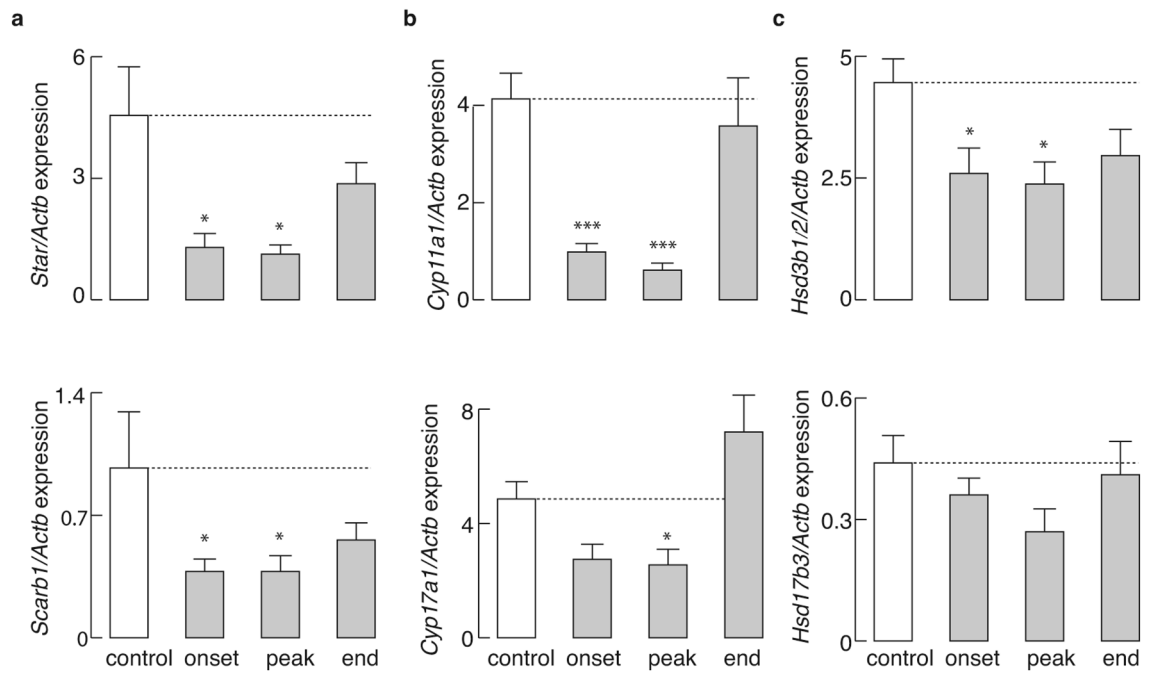 a
b
c
Star/Actb expression
6
3
0
*
*
Cyp11a1/Actb expression
4
2
0
***
***
Hsd3b1/2/Actb expression
5
2.5
0
*
*
Scarb1/Actb expression
1.4
0.7
0
*
*
control onset peak end
Cyp17a1/Actb expression
8
4
0
*
control onset peak end
Hsd17b3/Actb expression
0.6
0.3
0
control onset peak end